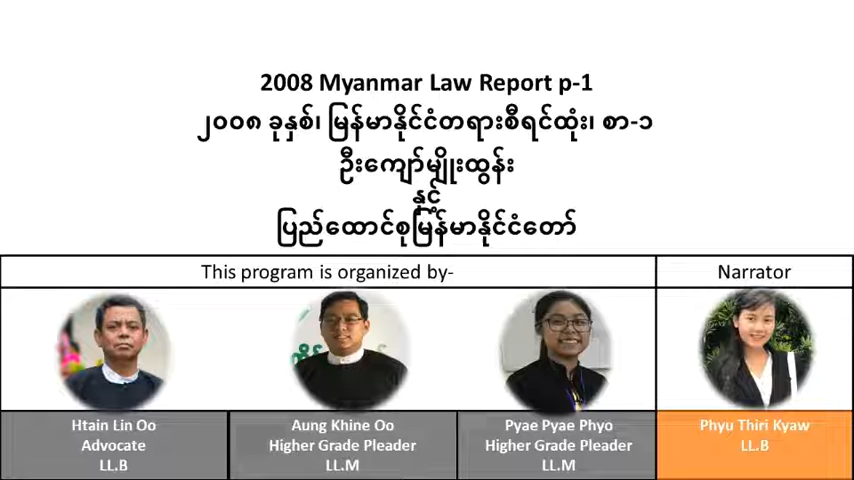 2008 Myanmar Law Report p-1
၂၀၀၈ ခုနှစ်၊ မြန်မာနိုင်ငံတရားစီရင်ထုံး၊ စာ-၁
ဦးကျော်မျိုးထွန်း
နှင့်
ပြည်ထောင်စုမြန်မာနိုင်ငံတော်
This program is organized by-
Narrator
Htain Lin Oo
Advocate
LL.B
Aung Khine Oo
Higher Grade Pleader
LL.M
Pyae Pyae Phyo
Higher Grade Pleader
LL.M
Phyu Thiri Kyaw
LL.B